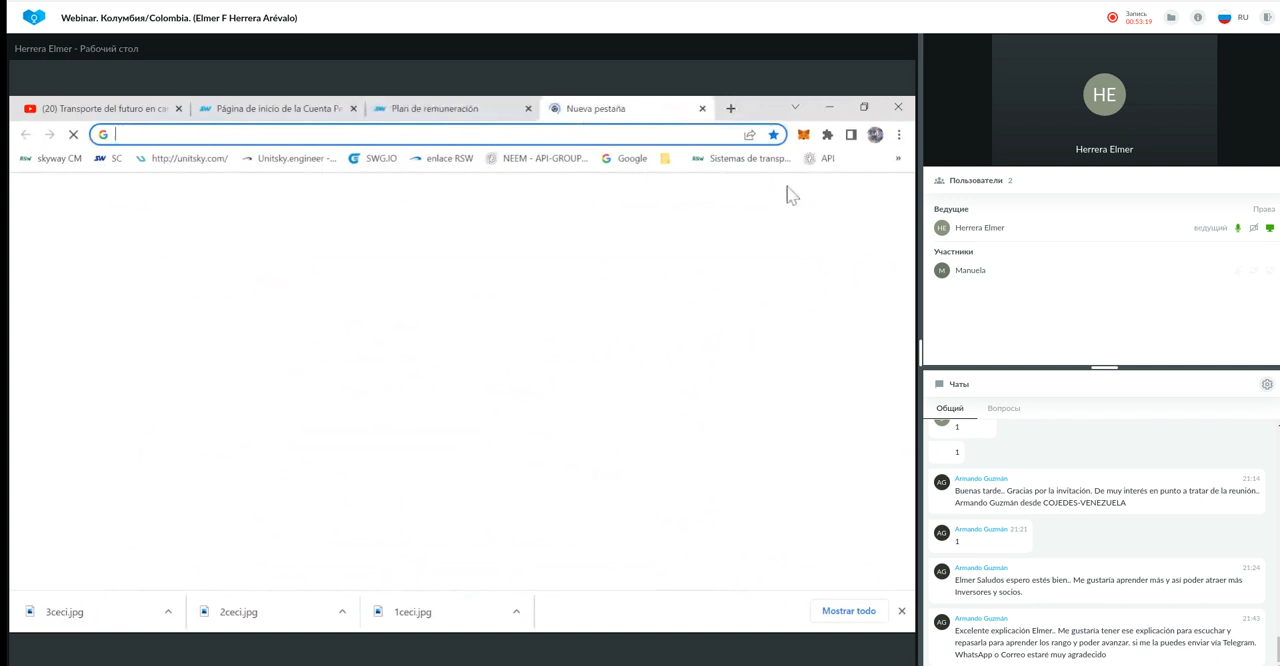 Webinar. Колумбия/Colombia. (Elmer F Herrera Arévalo)
Запись
00:53:19
RU
Herrera Elmer - Рабочий стол
(20) Transporte del futuro en ca
Página de inicio de la Cuenta Pe
Plan de remuneración
Nueva pestaña
skyway CM
SW SC
http://unitsky.com/
Unitsky.engineer -...
SWG.IO
enlace RSW
NEEM - API-GROUP...
Google
RSW Sistemas de transp...
API
»
HE
Herrera Elmer
Пользователи 2
Ведущие
Права
HE Herrera Elmer
ведущий
Участники
M Manuela
Чаты
Общий
Вопросы
1
1
AG Armando Guzmán 21:14
Buenas tarde.. Gracias por la invitación. De muy interés en punto a tratar de la reunión..
Armando Guzmán desde COJEDES-VENEZUELA
AG Armando Guzmán 21:21
1
AG Armando Guzmán 21:24
Elmer Saludos espero estés bien.. Me gustaría aprender más y así poder atraer más
Inversores y socios.
AG Armando Guzmán 21:43
Excelente explicación Elmer.. Me gustaría tener ese explicación para escuchar y
repasarla para aprender los rango y poder avanzar. si me la puedes enviar vía Telegram.
WhatsApp o Correo estaré muy agradecido
3ceci.jpg
2ceci.jpg
1ceci.jpg
Mostrar todo